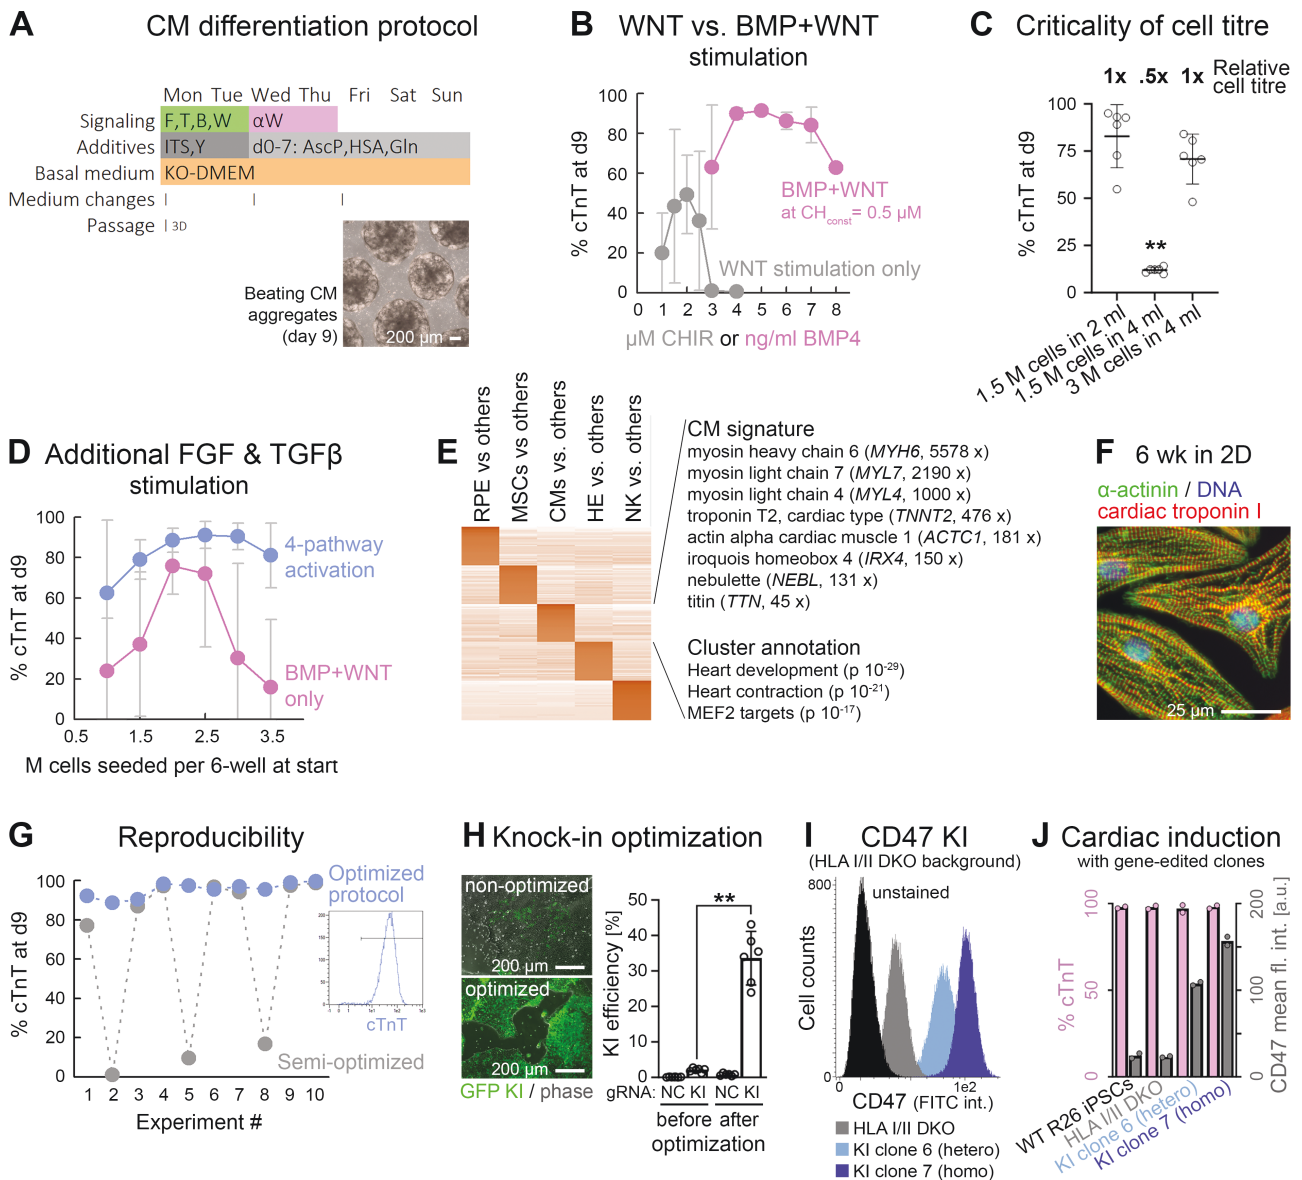 A CM differentiation protocol
Mon Tue Wed Thu Fri Sat Sun
Signaling F,T,B,W αW
Additives ITS,Y d0-7: AscP,HSA,Gln
Basal medium KO-DMEM
Medium changes
Passage 3D
Beating CM
aggregates
(day 9)
200 µm
B WNT vs. BMP+WNT
stimulation
% cTnT at d9
100
80
60
40
20
0
0 1 2 3 4 5 6 7 8
BMP+WNT
at CHconst= 0.5 µM
WNT stimulation only
µM CHIR or ng/ml BMP4
C Criticality of cell titre
1x .5x 1x Relative
cell titre
% cTnT at d9
100
75
50
25
0
**
1.5 M cells in 2 ml
1.5 M cells in 4 ml
3 M cells in 4 ml
D Additional FGF & TGFβ
stimulation
% cTnT at d9
100
80
60
40
20
0
0.5 1.5 2.5 3.5
4-pathway
activation
BMP+WNT
only
M cells seeded per 6-well at start
E
RPE vs others
MSCs vs others
CMs vs. others
HE vs. others
NK vs. others
CM signature
myosin heavy chain 6 (MYH6, 5578 x)
myosin light chain 7 (MYL7, 2190 x)
myosin light chain 4 (MYL4, 1000 x)
troponin T2, cardiac type (TNNT2, 476 x)
actin alpha cardiac muscle 1 (ACTC1, 181 x)
iroquois homeobox 4 (IRX4, 150 x)
nebulette (NEBL, 131 x)
titin (TTN, 45 x)
Cluster annotation
Heart development (p 10-29)
Heart contraction (p 10-21)
MEF2 targets (p 10-17)
F 6 wk in 2D
α-actinin / DNA
cardiac troponin I
25 µm
G Reproducibility
% cTnT at d9
100
80
60
40
20
0
1 2 3 4 5 6 7 8 9 10
Experiment #
Optimized
protocol
cTnT
Semi-optimized
H Knock-in optimization
non-optimized
200 µm
optimized
200 µm
GFP KI / phase
KI efficiency [%]
50
40
30
20
10
0
**
gRNA: NC KI NC KI
before after
optimization
I CD47 KI
(HLA I/II DKO background)
800
unstained
Cell counts
0
0 1e2
CD47 (FITC int.)
HLA I/II DKO
KI clone 6 (hetero)
KI clone 7 (homo)
J Cardiac induction
with gene-edited clones
% cTnT
100
50
0
200
100
0
CD47 mean fl. int. [a.u.]
WT R26 iPSCs
HLA I/II DKO
KI clone 6 (hetero)
KI clone 7 (homo)